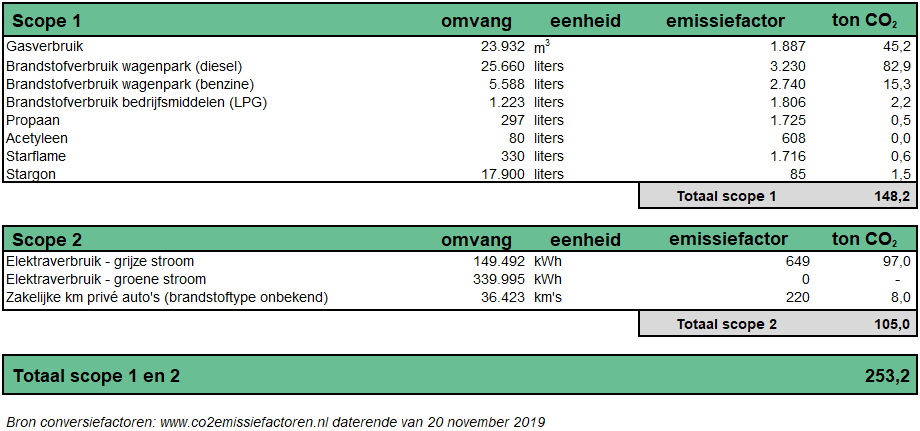 Scope 1 omvang eenheid emissiefactor ton CO₂
Gasverbruik 23.932 m³ 1.887 45,2
Brandstofverbruik wagenpark (diesel) 25.660 liters 3.230 82,9
Brandstofverbruik wagenpark (benzine) 5.588 liters 2.740 15,3
Brandstofverbruik bedrijfsmiddelen (LPG) 1.223 liters 1.806 2,2
Propaan 297 liters 1.725 0,5
Acetyleen 80 liters 608 0,0
Starflame 330 liters 1.716 0,6
Stargon 17.900 liters 85 1,5
Totaal scope 1 148,2
Scope 2 omvang eenheid emissiefactor ton CO₂
Elektraverbruik - grijze stroom 149.492 kWh 649 97,0
Elektraverbruik - groene stroom 339.995 kWh 0 -
Zakelijke km privé auto's (brandstoftype onbekend) 36.423 km's 220 8,0
Totaal scope 2 105,0
Totaal scope 1 en 2 253,2
Bron conversiefactoren: www.co2emissiefactoren.nl daterende van 20 november 2019